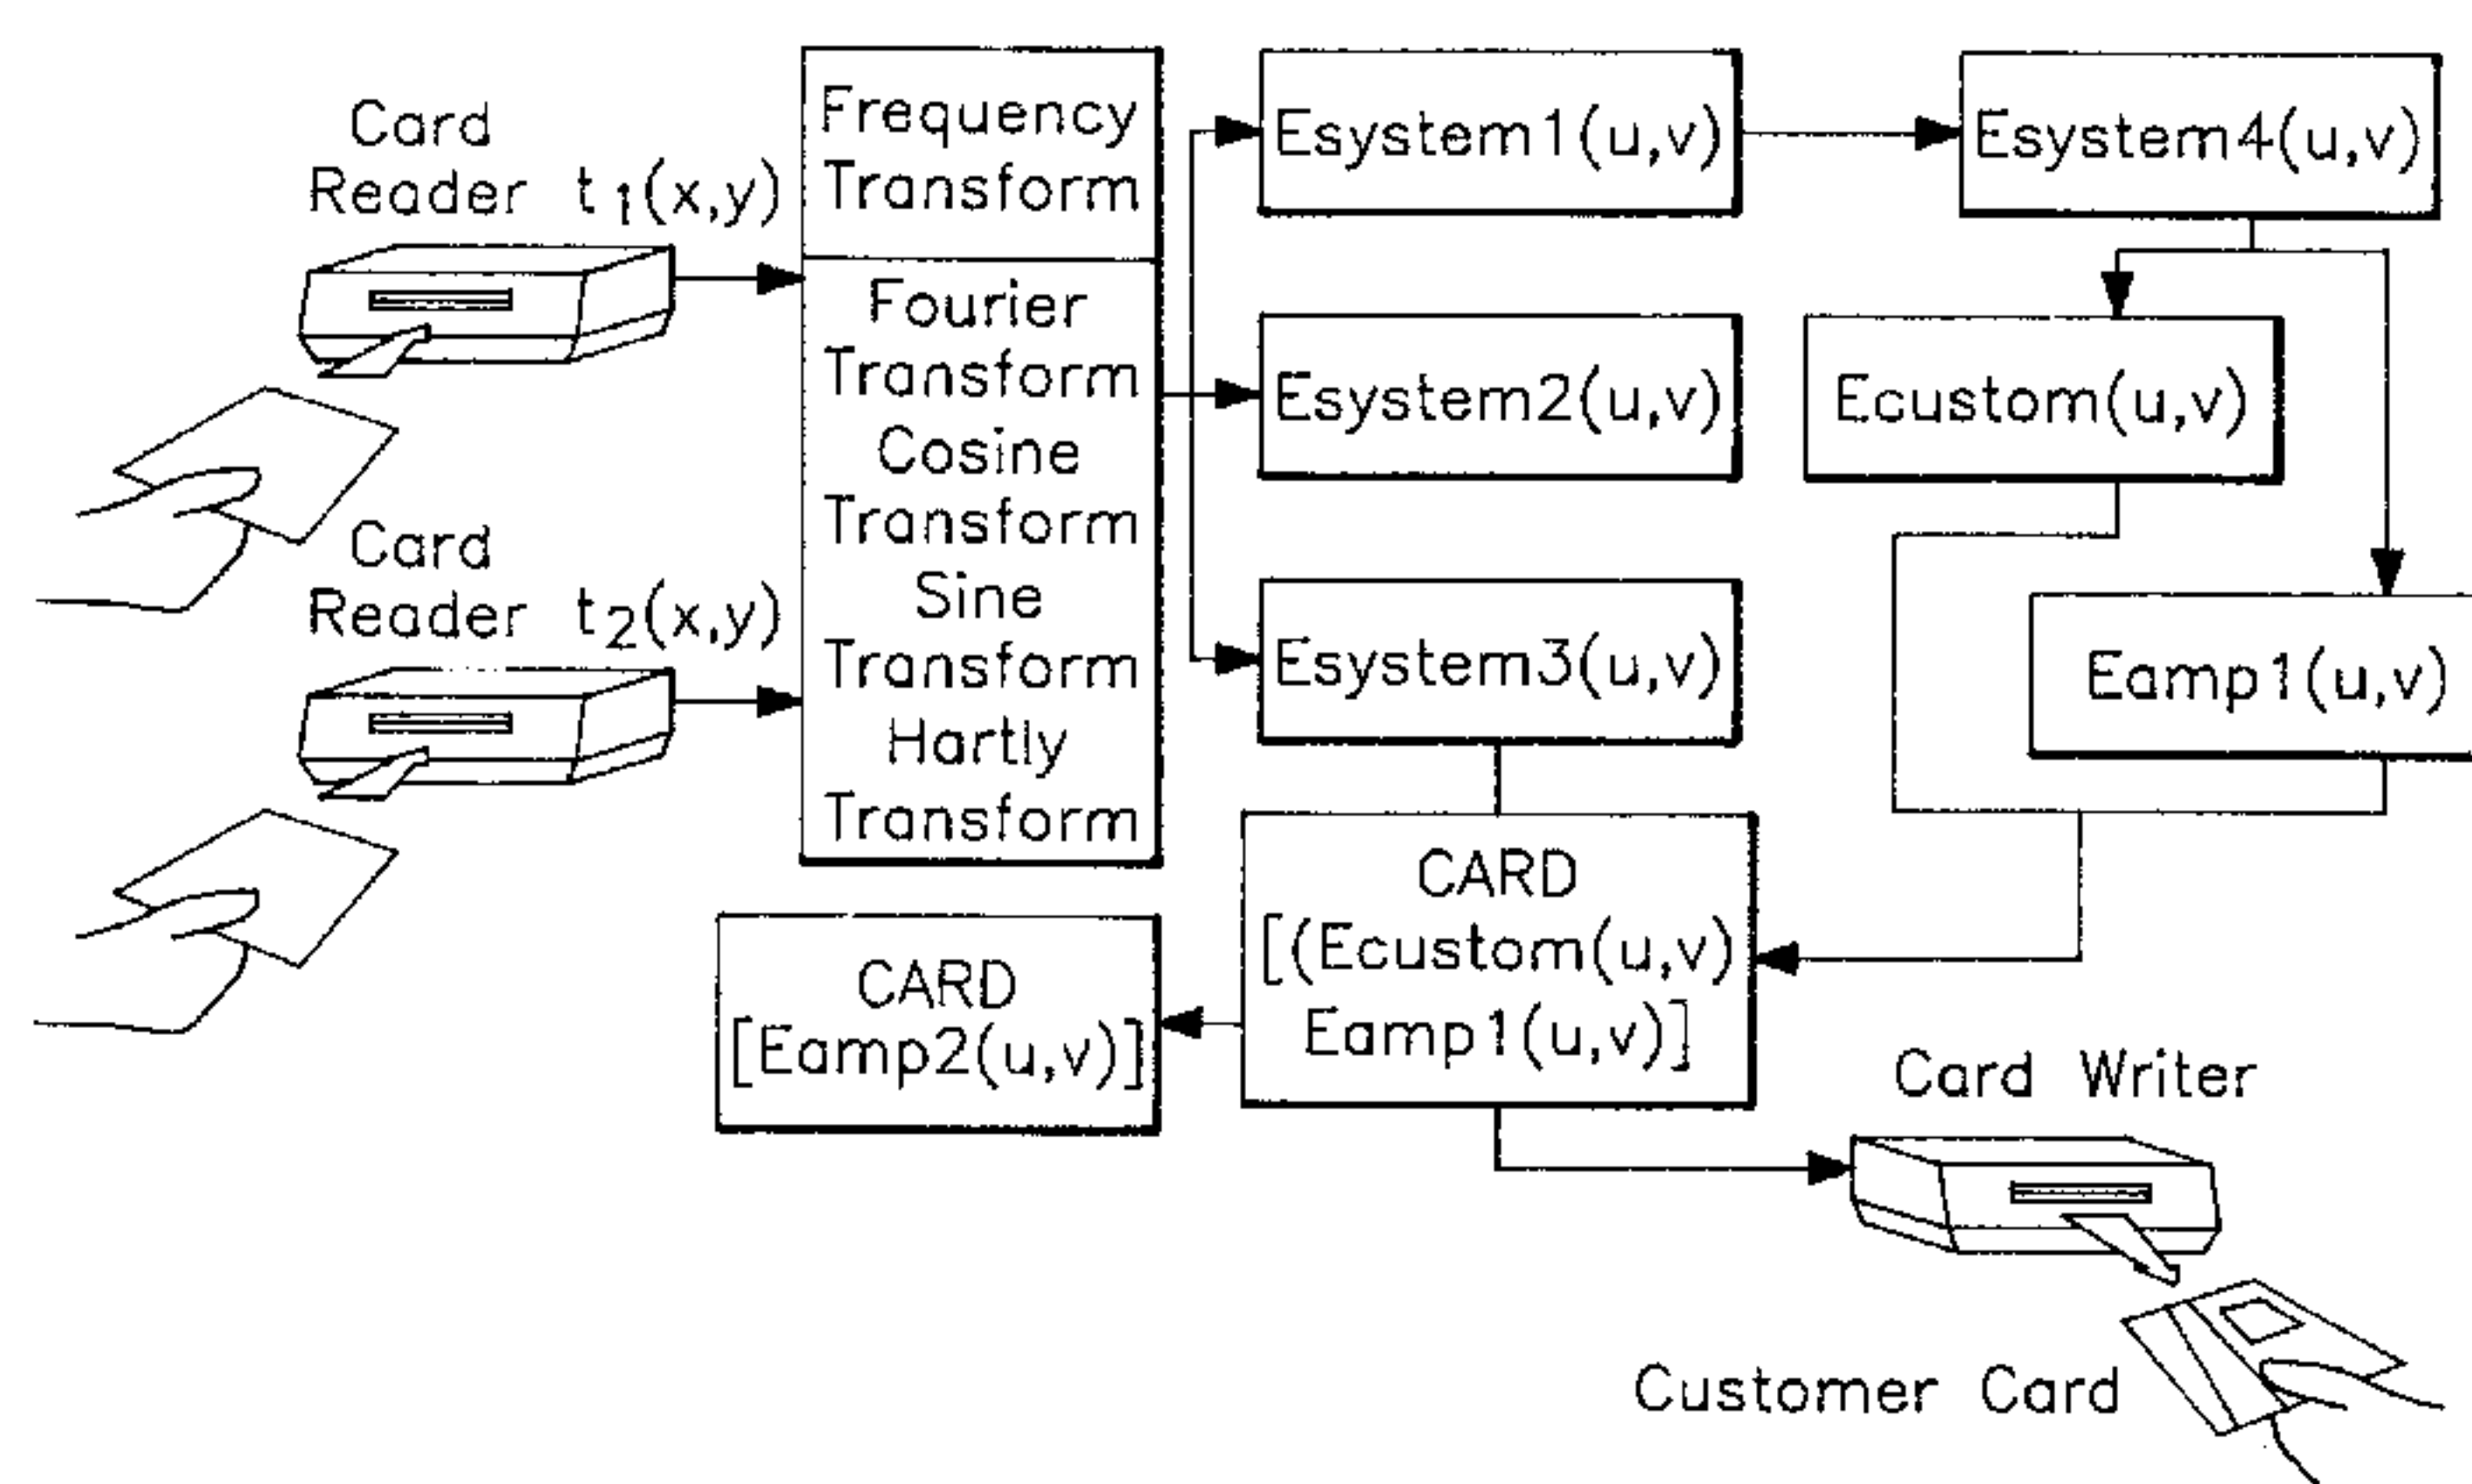 Card
Reader t1(x,y)
Card
Reader t2(x,y)
Frequency
Transform
Fourier
Transform
Cosine
Transform
Sine
Transform
Hartly
Transform
Esystem1(u,v)
Esystem2(u,v)
Esystem3(u,v)
Esystem4(u,v)
Ecustom(u,v)
Eamp1(u,v)
CARD
[(Ecustom(u,v)
Eamp1(u,v)]
CARD
[Eamp2(u,v)]
Card Writer
Customer Card